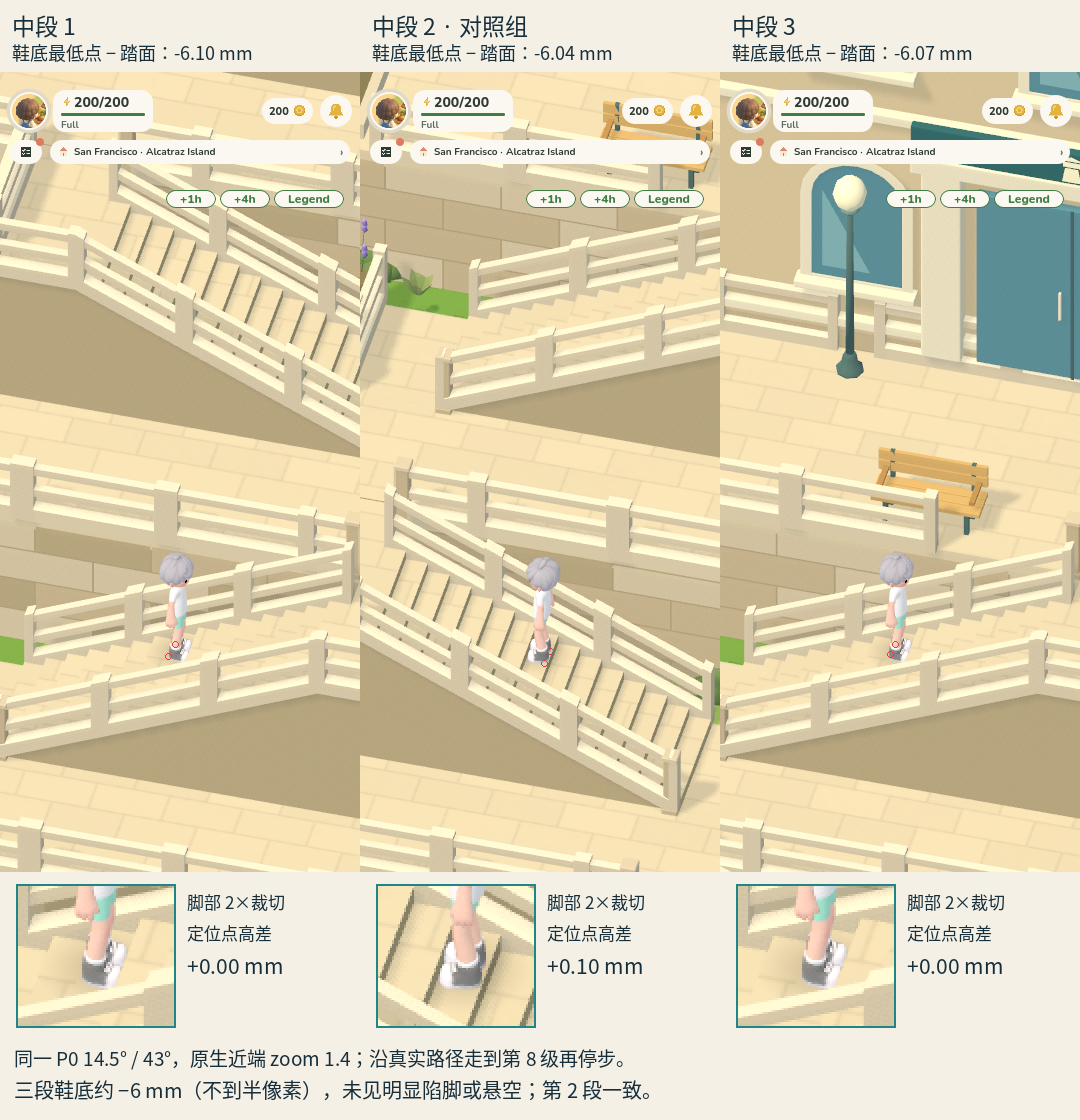 中段 1
鞋底最低点 – 踏面：-6.10 mm
中段 2 · 对照组
鞋底最低点 – 踏面：-6.04 mm
中段 3
鞋底最低点 – 踏面：-6.07 mm
200/200
Full
200
San Francisco · Alcatraz Island
+1h
+4h
Legend
200/200
Full
200
San Francisco · Alcatraz Island
+1h
+4h
Legend
200/200
Full
200
San Francisco · Alcatraz Island
+1h
+4h
Legend
脚部 2×裁切
定位点高差
+0.00 mm
脚部 2×裁切
定位点高差
+0.10 mm
脚部 2×裁切
定位点高差
+0.00 mm
同一 P0 14.5° / 43°，原生近端 zoom 1.4；沿真实路径走到第 8 级再停步。
三段鞋底约 −6 mm（不到半像素），未见明显陷脚或悬空；第 2 段一致。